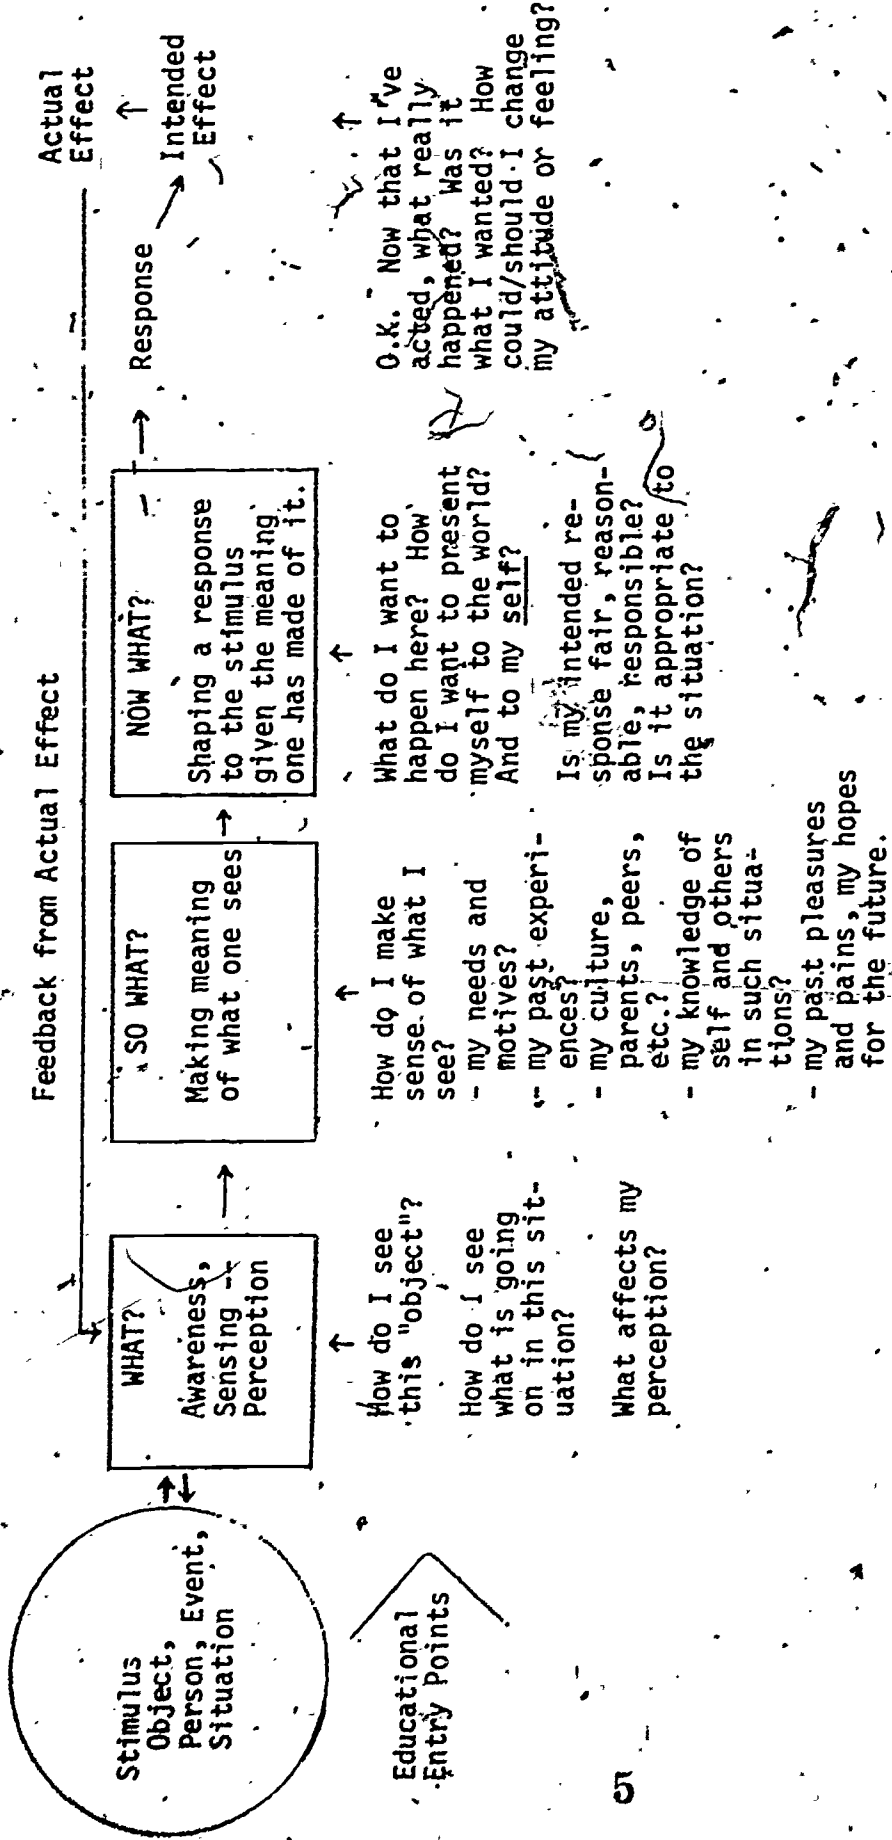 Feedback from Actual Effect
Actual
Effect
Intended
Effect
Stimulus
Object,
Person, Event,
Situation
WHAT?
Awareness,
Sensing --
Perception
SO WHAT?
Making meaning
of what one sees
NOW WHAT?
Shaping a response
to the stimulus
given the meaning
one has made of it.
Response
Educational
Entry Points
How do I see
this "object"?
How do I see
what is going
on in this sit-
uation?
What affects my
perception?
How do I make
sense of what I
see?
- my needs and
motives?
- my past experi-
ences?
- my culture,
parents, peers,
etc.?
- my knowledge of
self and others
in such situa-
tions?
- my past pleasures
and pains, my hopes
for the future.
What do I want to
happen here? How
do I want to present
myself to the world?
And to my self?
Is my intended re-
sponse fair, reason-
able, responsible?
Is it appropriate to
the situation?
O.K. Now that I've
acted, what really
happened? Was it
what I wanted? How
could/should I change
my attitude or feeling?
5